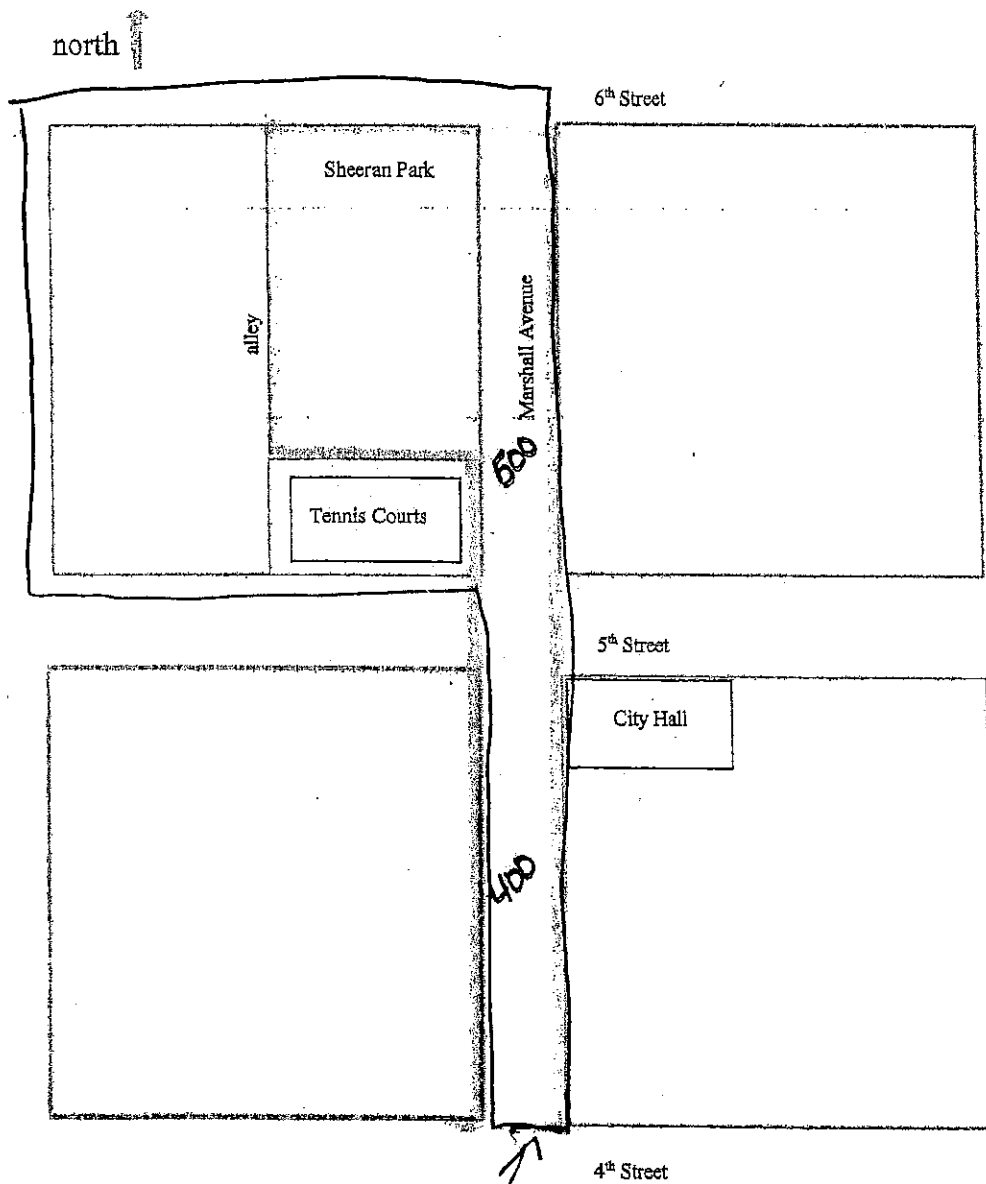 north
6th Street
Sheeran Park
Marshall Avenue
alley
500
Tennis Courts
5th Street
City Hall
400
4th Street